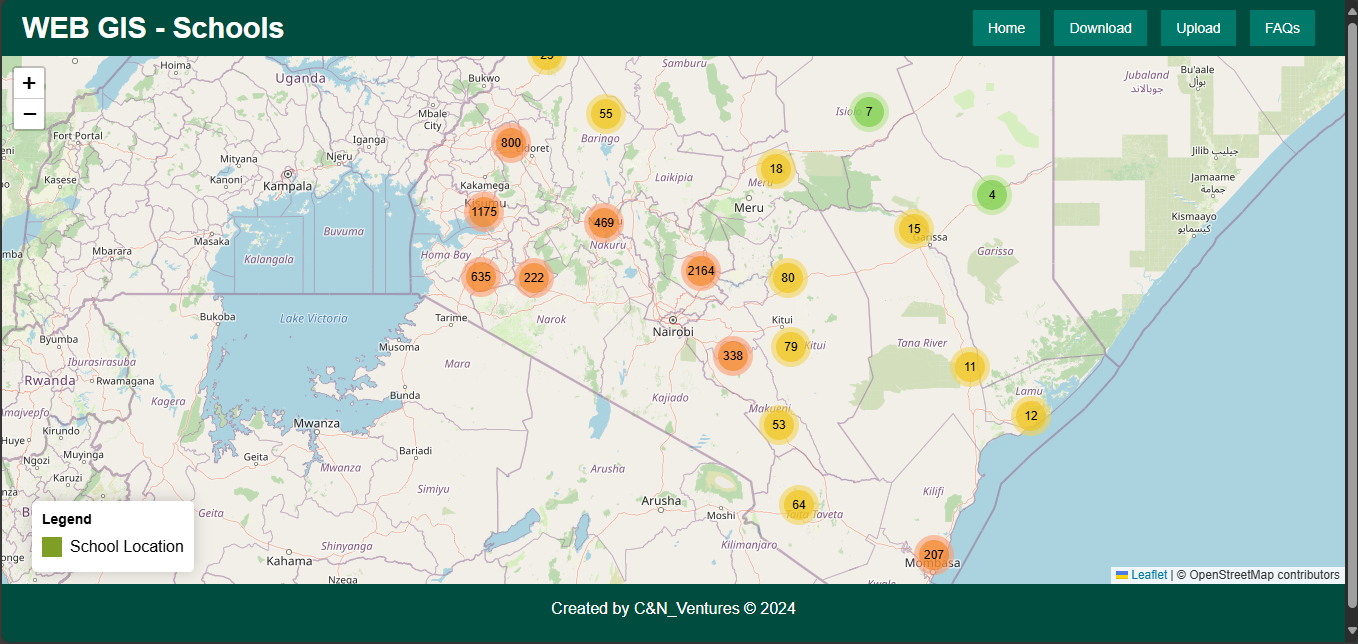 WEB GIS - Schools
Home
Download
Upload
FAQs
+
−
Hoima
Uganda
Bukwo
Samburu
Jubaland
جوبالاند
Bu'aale
بوآل
55
Isiolo
7
Mbale
City
Baringo
Fort Portal
Iganga
800
Mityana
Njeru
Jilib جيليب
18
Kasese
Kanoni
Kampala
Kakamega
Laikipia
Meru
Jamaame
جمامة
4
1175
Meru
Kismaayo
كيسمايو
469
15
Masaka
Buvuma
Garissa
Mbarara
Kalangala
Homa Bay
Nakuru
Garissa
635
222
2164
80
Bukoba
Lake Victoria
Tarime
Narok
Kitui
Nairobi
Byumba
Musoma
79
Kitui
Tana River
Iburasirasuba
Mara
338
11
Rwanda
Rwamagana
Kagera
Bunda
Kajiado
Lamu
Makueni
12
Huye
Kirundo
Mwanza
53
Ngozi
Muyinga
Geita
Bariadi
Mwanza
Arusha
Karuzi
Simiyu
Kilifi
Arusha
64
Taita Taveta
Geita
Moshi
Legend
School Location
Shinyanga
Kilimanjaro
207
Mombasa
Kahama
Nzega
Kwale
Leaflet | © OpenStreetMap contributors
Created by C&N_Ventures © 2024